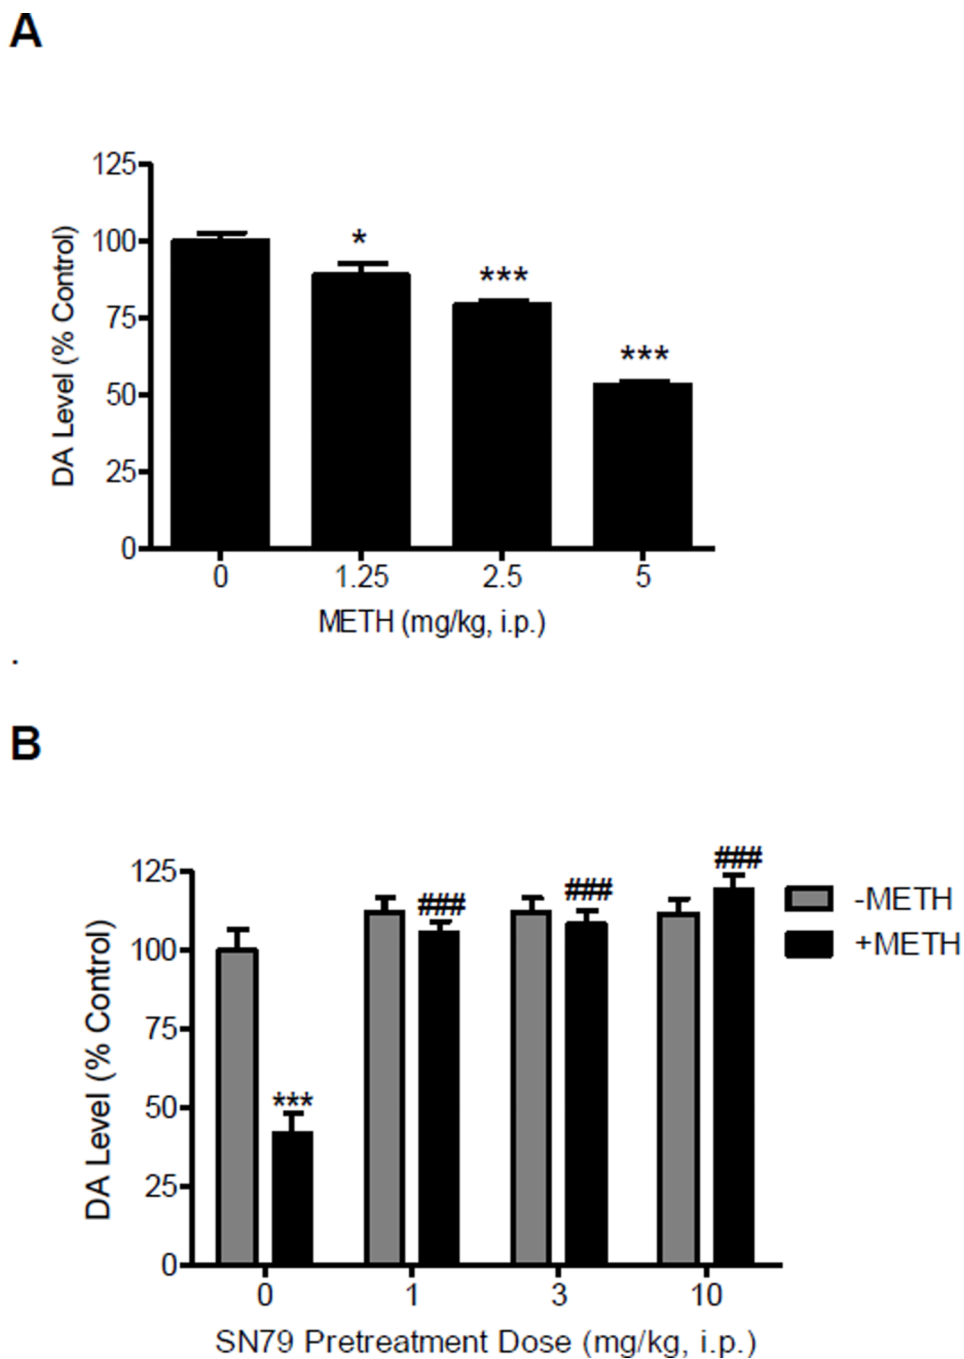 A
125
100
75
50
25
0
DA Level (% Control)
*
***
***
0 1.25 2.5 5
METH (mg/kg, i.p.)
.
B
125
100
75
50
25
0
DA Level (% Control)
***
###
###
###
-METH
+METH
0 1 3 10
SN79 Pretreatment Dose (mg/kg, i.p.)